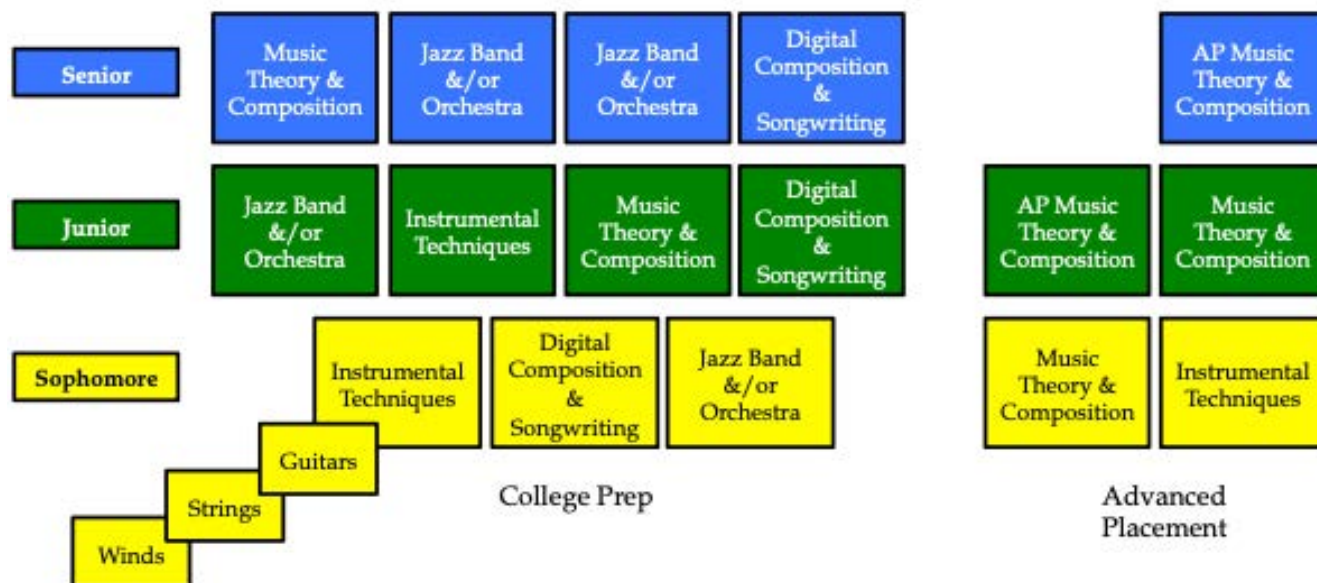 Senior
Music
Theory &
Composition
Jazz Band
&/or
Orchestra
Jazz Band
&/or
Orchestra
Digital
Composition
&
Songwriting
AP Music
Theory &
Composition
Junior
Jazz Band
&/or
Orchestra
Instrumental
Techniques
Music
Theory &
Composition
Digital
Composition
&
Songwriting
AP Music
Theory &
Composition
Music
Theory &
Composition
Sophomore
Instrumental
Techniques
Digital
Composition
&
Songwriting
Jazz Band
&/or
Orchestra
Music
Theory &
Composition
Instrumental
Techniques
Guitars
Strings
Winds
College Prep
Advanced
Placement